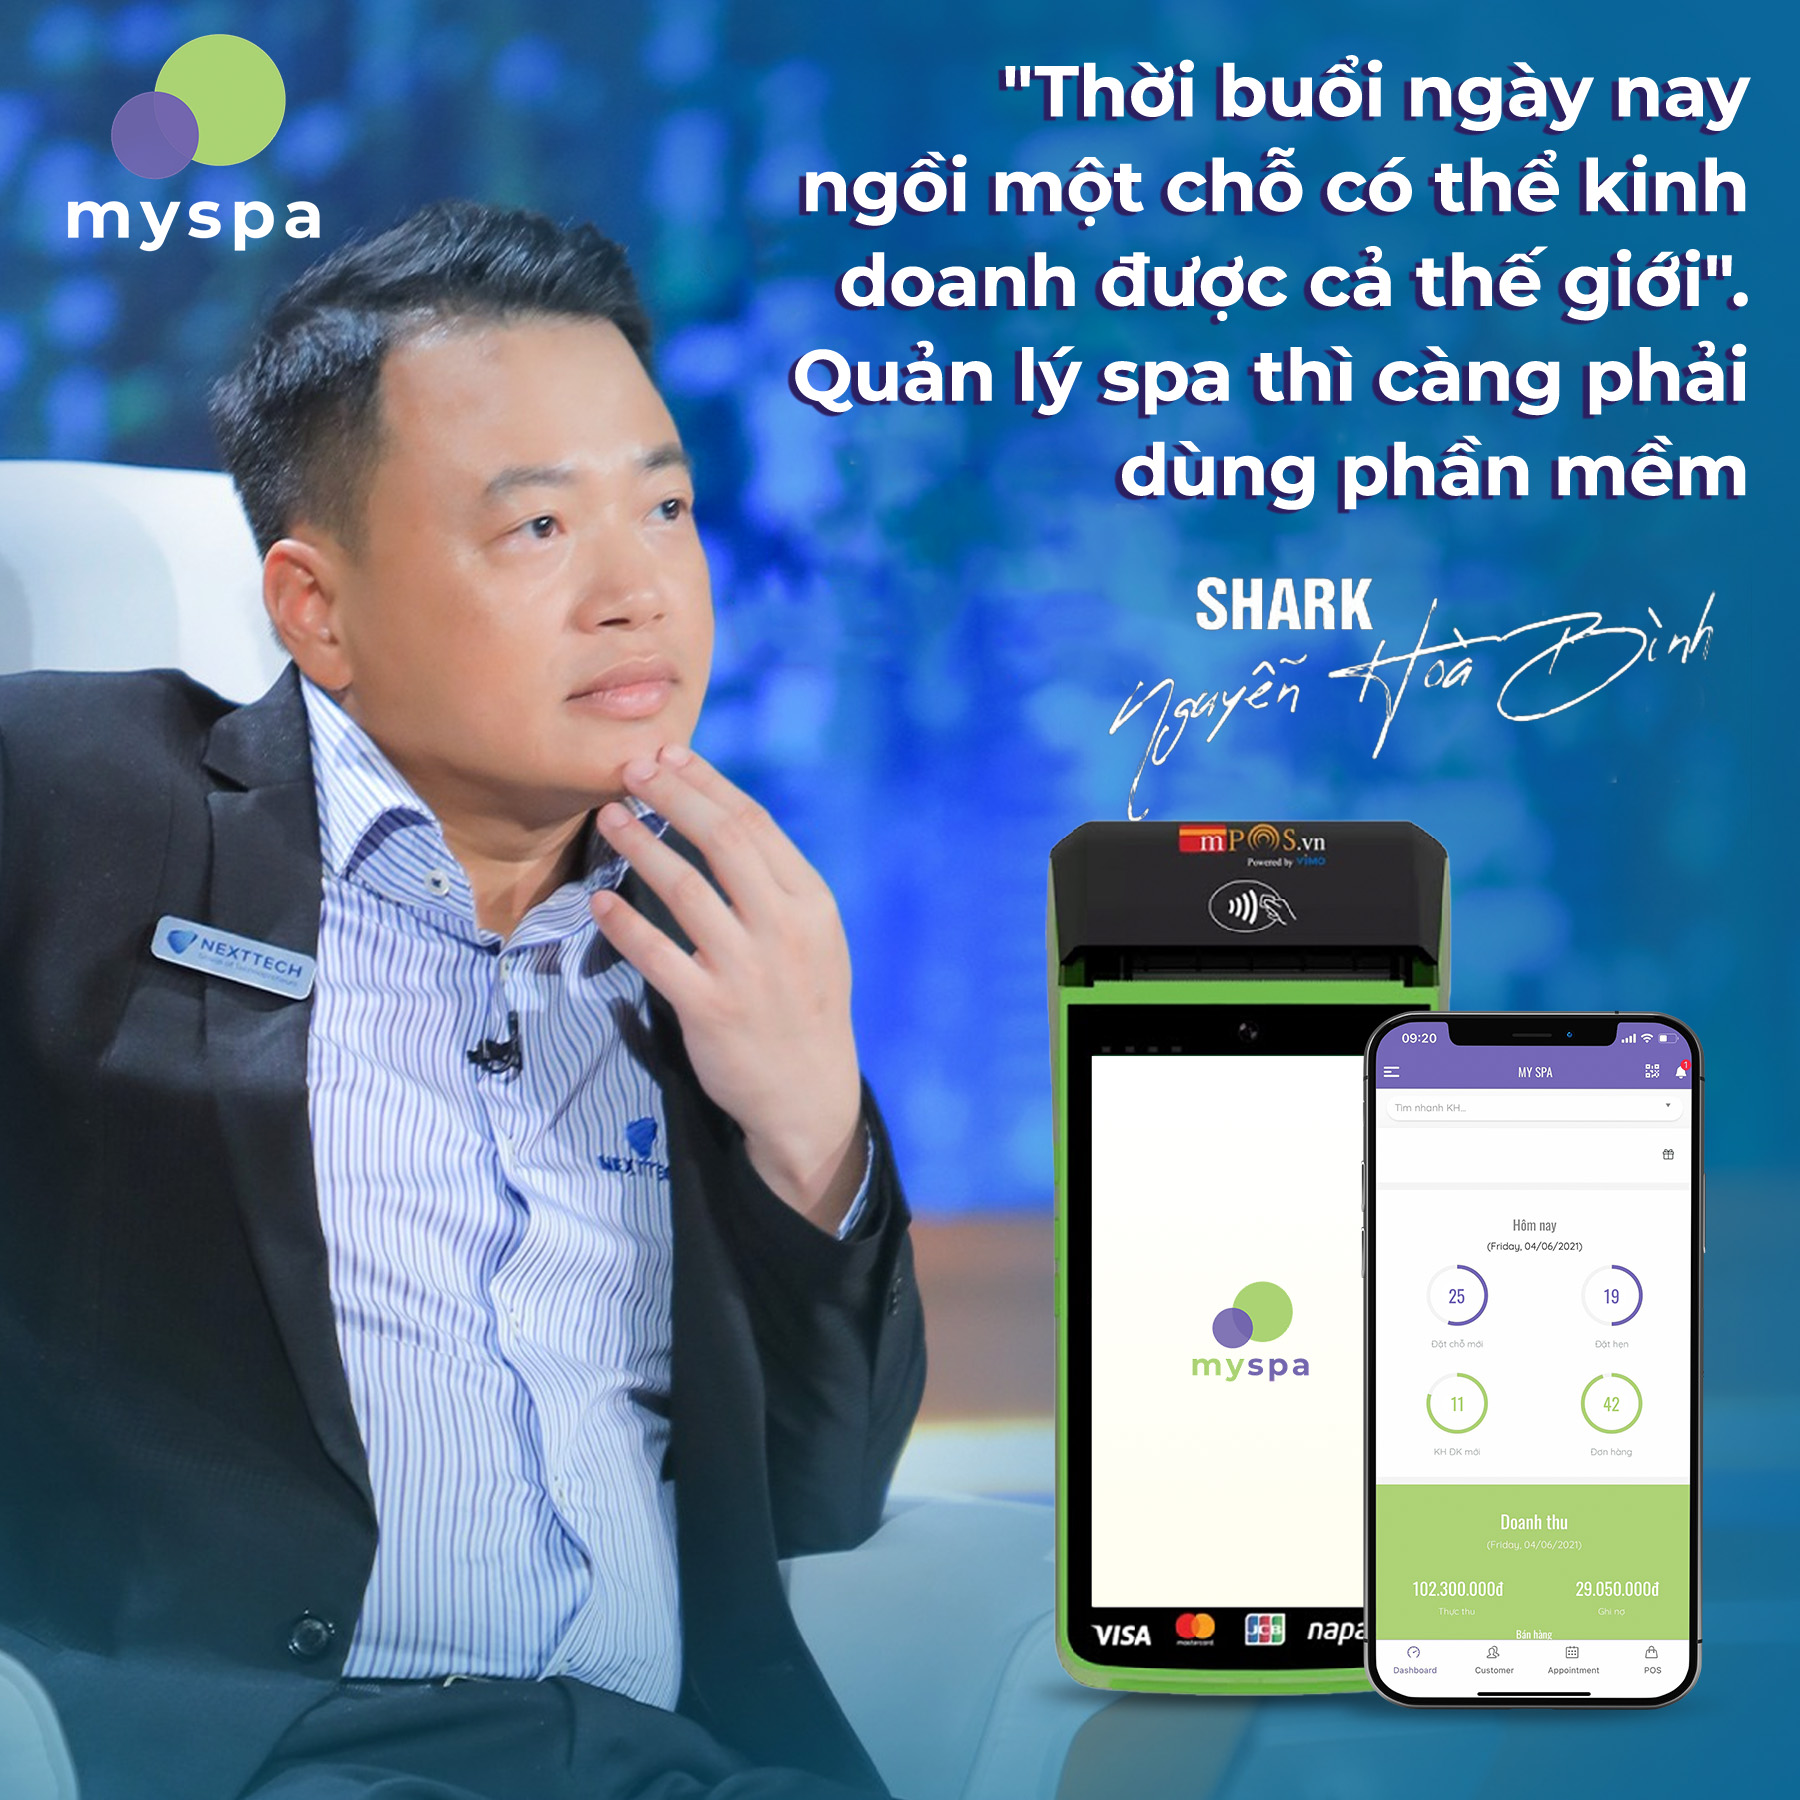 myspa
"Thời buổi ngày nay
ngồi một chỗ có thể kinh
doanh được cả thế giới".
Quản lý spa thì càng phải
dùng phần mềm
SHARK
Nguyễn Hoà Bình
NEXTTECH
NEXTTE
mPOS.vn
Powered by VIMO
myspa
VISA
mastercard
JCB
napa
09:20
MY SPA
1
Tìm nhanh KH...
Hôm nay
(Friday, 04/06/2021)
25
19
Đặt chỗ mới
Đặt hẹn
11
42
KH ĐK mới
Đơn hàng
Doanh thu
(Friday, 04/06/2021)
102.300.000đ
29.050.000đ
Thực thu
Ghi nợ
Bán hàng
Dashboard
Customer
Appointment
POS